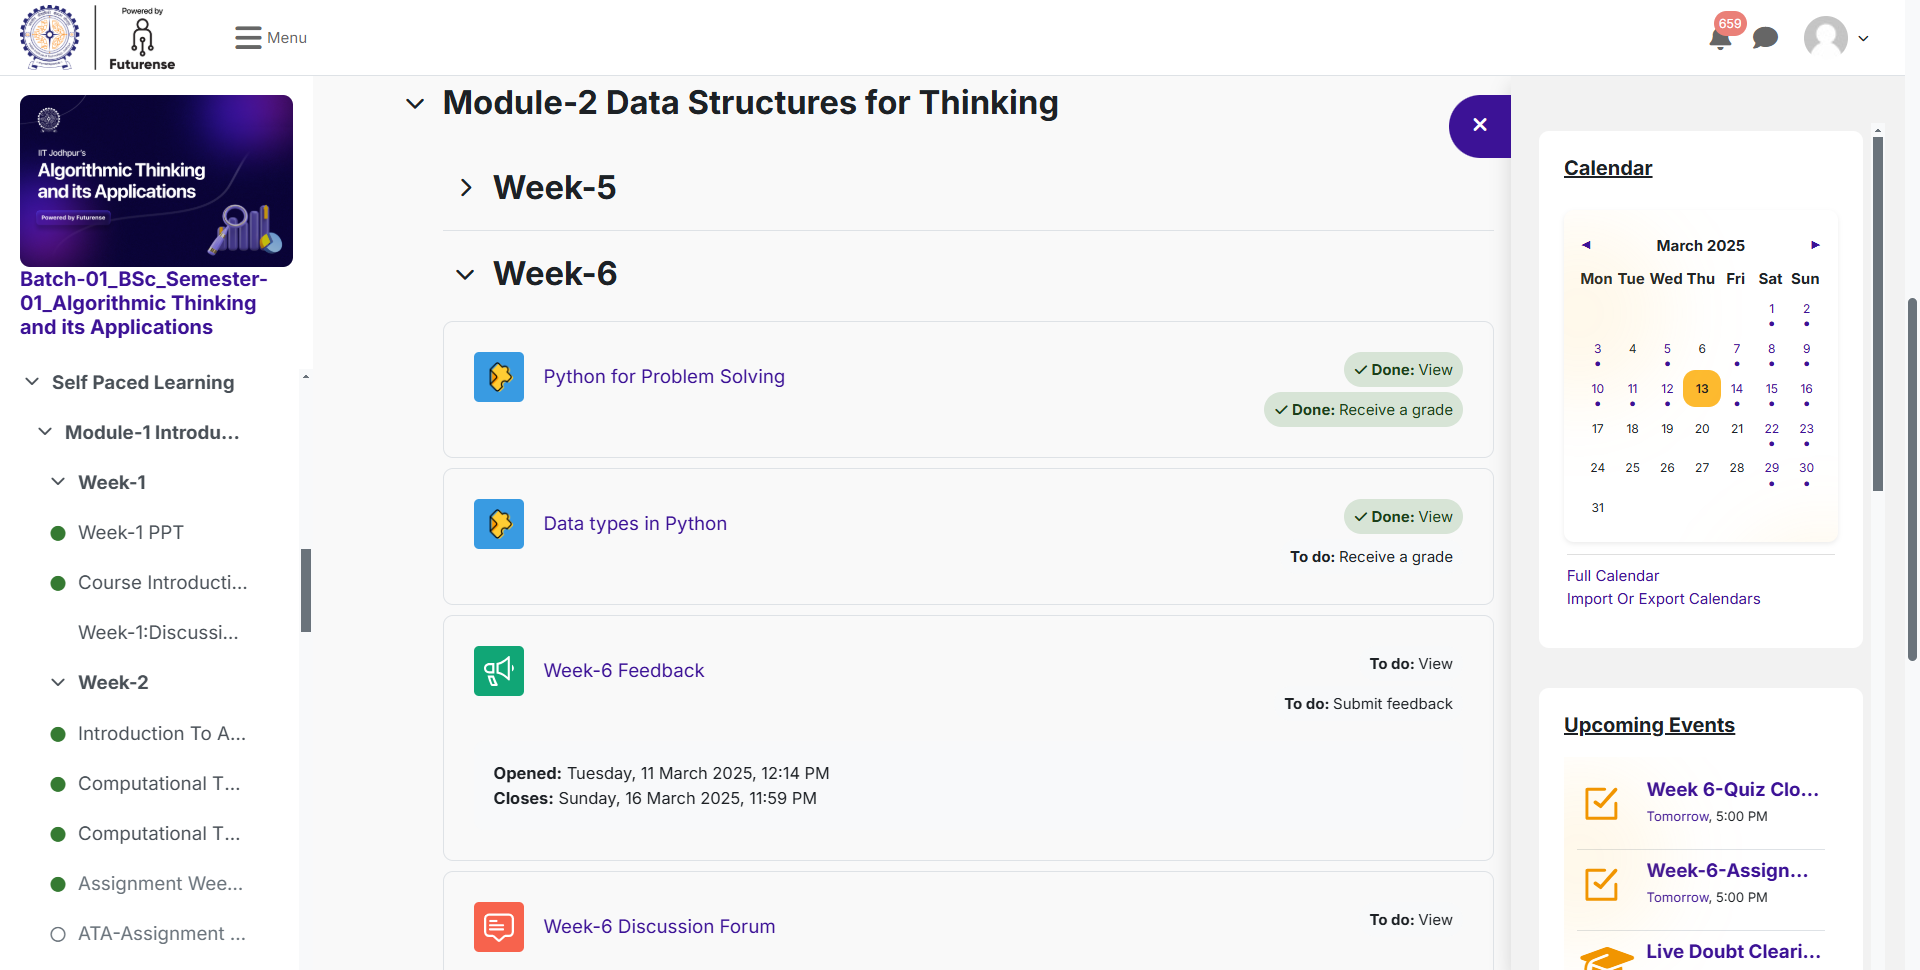 Powered by
Futurense
Menu
659
IIT Jodhpur's
Algorithmic Thinking
and its Applications
Powered by Futurense
Batch-01_BSc_Semester-
01_Algorithmic Thinking
and its Applications
Self Paced Learning
Module-1 Introdu...
Week-1
Week-1 PPT
Course Introducti...
Week-1:Discussi...
Week-2
Introduction To A...
Computational T...
Computational T...
Assignment Wee...
ATA-Assignment ...
Module-2 Data Structures for Thinking
Week-5
Week-6
Python for Problem Solving
Done: View
Done: Receive a grade
Data types in Python
Done: View
To do: Receive a grade
Week-6 Feedback
To do: View
To do: Submit feedback
Opened: Tuesday, 11 March 2025, 12:14 PM
Closes: Sunday, 16 March 2025, 11:59 PM
Week-6 Discussion Forum
To do: View
Calendar
March 2025
Mon Tue Wed Thu Fri Sat Sun
1 2
3 4 5 6 7 8 9
10 11 12 13 14 15 16
17 18 19 20 21 22 23
24 25 26 27 28 29 30
31
Full Calendar
Import Or Export Calendars
Upcoming Events
Week 6-Quiz Clo...
Tomorrow, 5:00 PM
Week-6-Assign...
Tomorrow, 5:00 PM
Live Doubt Cleari...